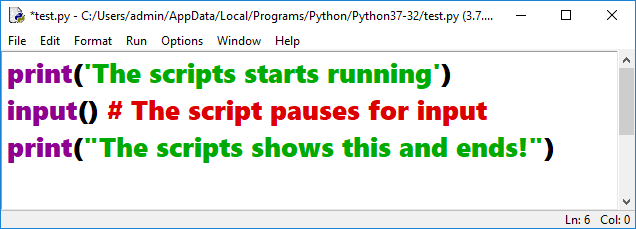 *test.py - C:/Users/admin/AppData/Local/Programs/Python/Python37-32/test.py (3.7....
File Edit Format Run Options Window Help
print('The scripts starts running')
input() # The script pauses for input
print("The scripts shows this and ends!")
Ln: 6 Col: 0